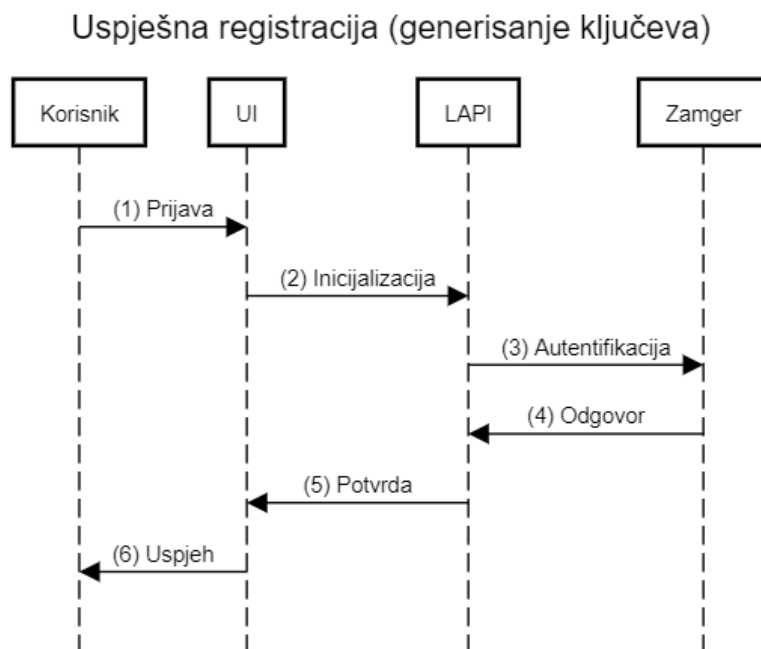 Uspješna registracija (generisanje ključeva)
Korisnik
UI
LAPI
Zamger
(1) Prijava
(2) Inicijalizacija
(3) Autentifikacija
(4) Odgovor
(5) Potvrda
(6) Uspjeh